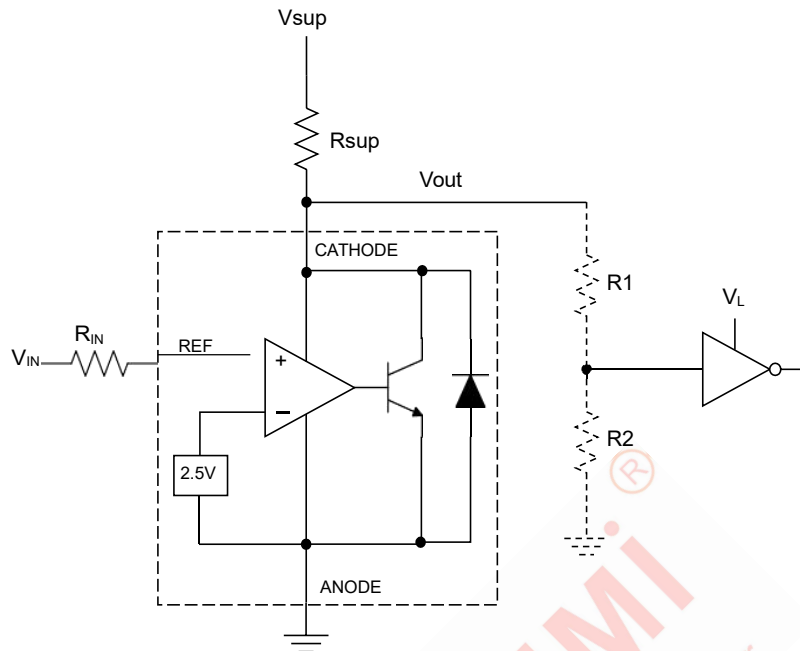 Vsup
Rsup
Vout
CATHODE
R1
VL
RIN
VIN
REF
+
−
2.5V
R2
®
ANODE